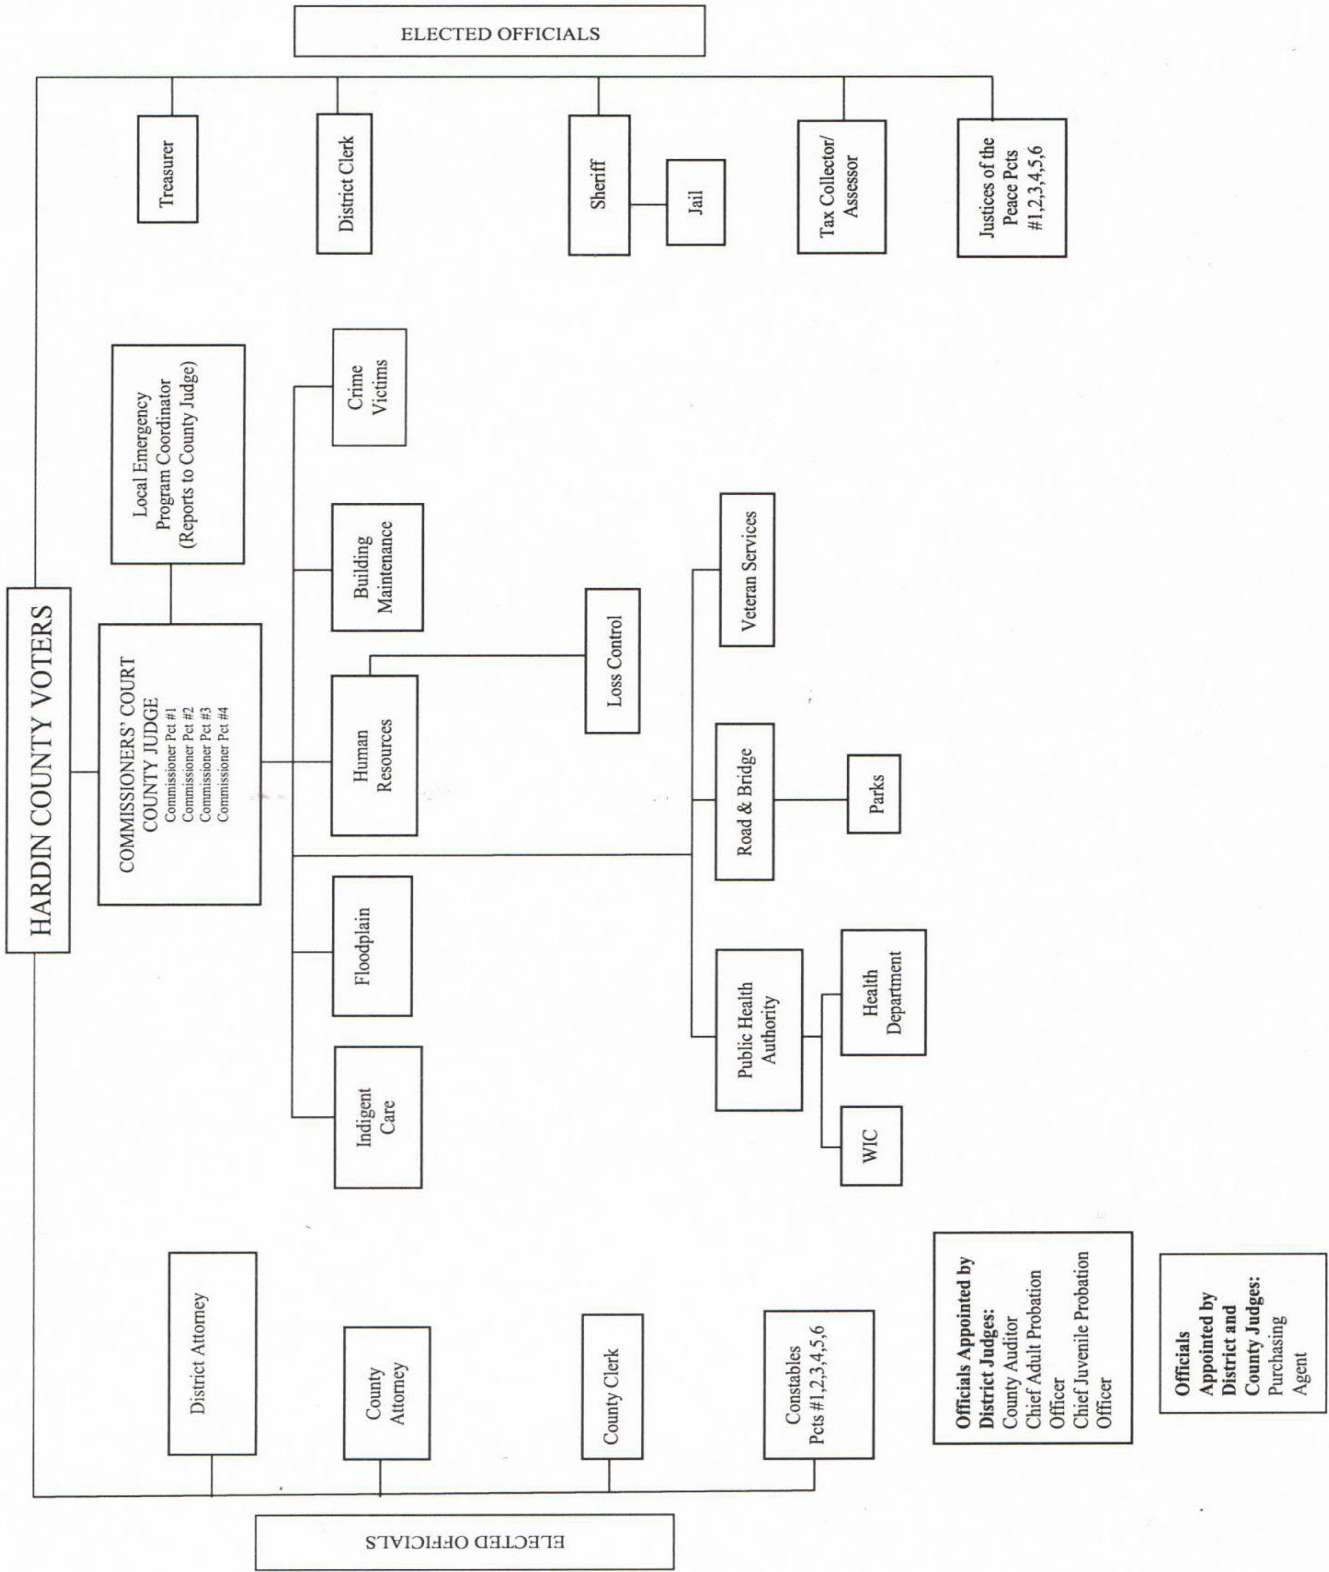 HARDIN COUNTY VOTERS
ELECTED OFFICIALS
ELECTED OFFICIALS
COMMISSIONERS' COURT
COUNTY JUDGE
Commissioner Pct #1
Commissioner Pct #2
Commissioner Pct #3
Commissioner Pct #4
Local Emergency
Program Coordinator
(Reports to County Judge)
District Attorney
County
Attorney
County Clerk
Constables
Pcts #1,2,3,4,5,6
Indigent
Care
Floodplain
Human
Resources
Building
Maintenance
Crime
Victims
Loss Control
Public Health
Authority
Road & Bridge
Veteran Services
WIC
Health
Department
Parks
Treasurer
District Clerk
Sheriff
Jail
Tax Collector/
Assessor
Justices of the
Peace Pcts
#1,2,3,4,5,6
Officials Appointed by
District Judges:
County Auditor
Chief Adult Probation
Officer
Chief Juvenile Probation
Officer
Officials
Appointed by
District and
County Judges:
Purchasing
Agent